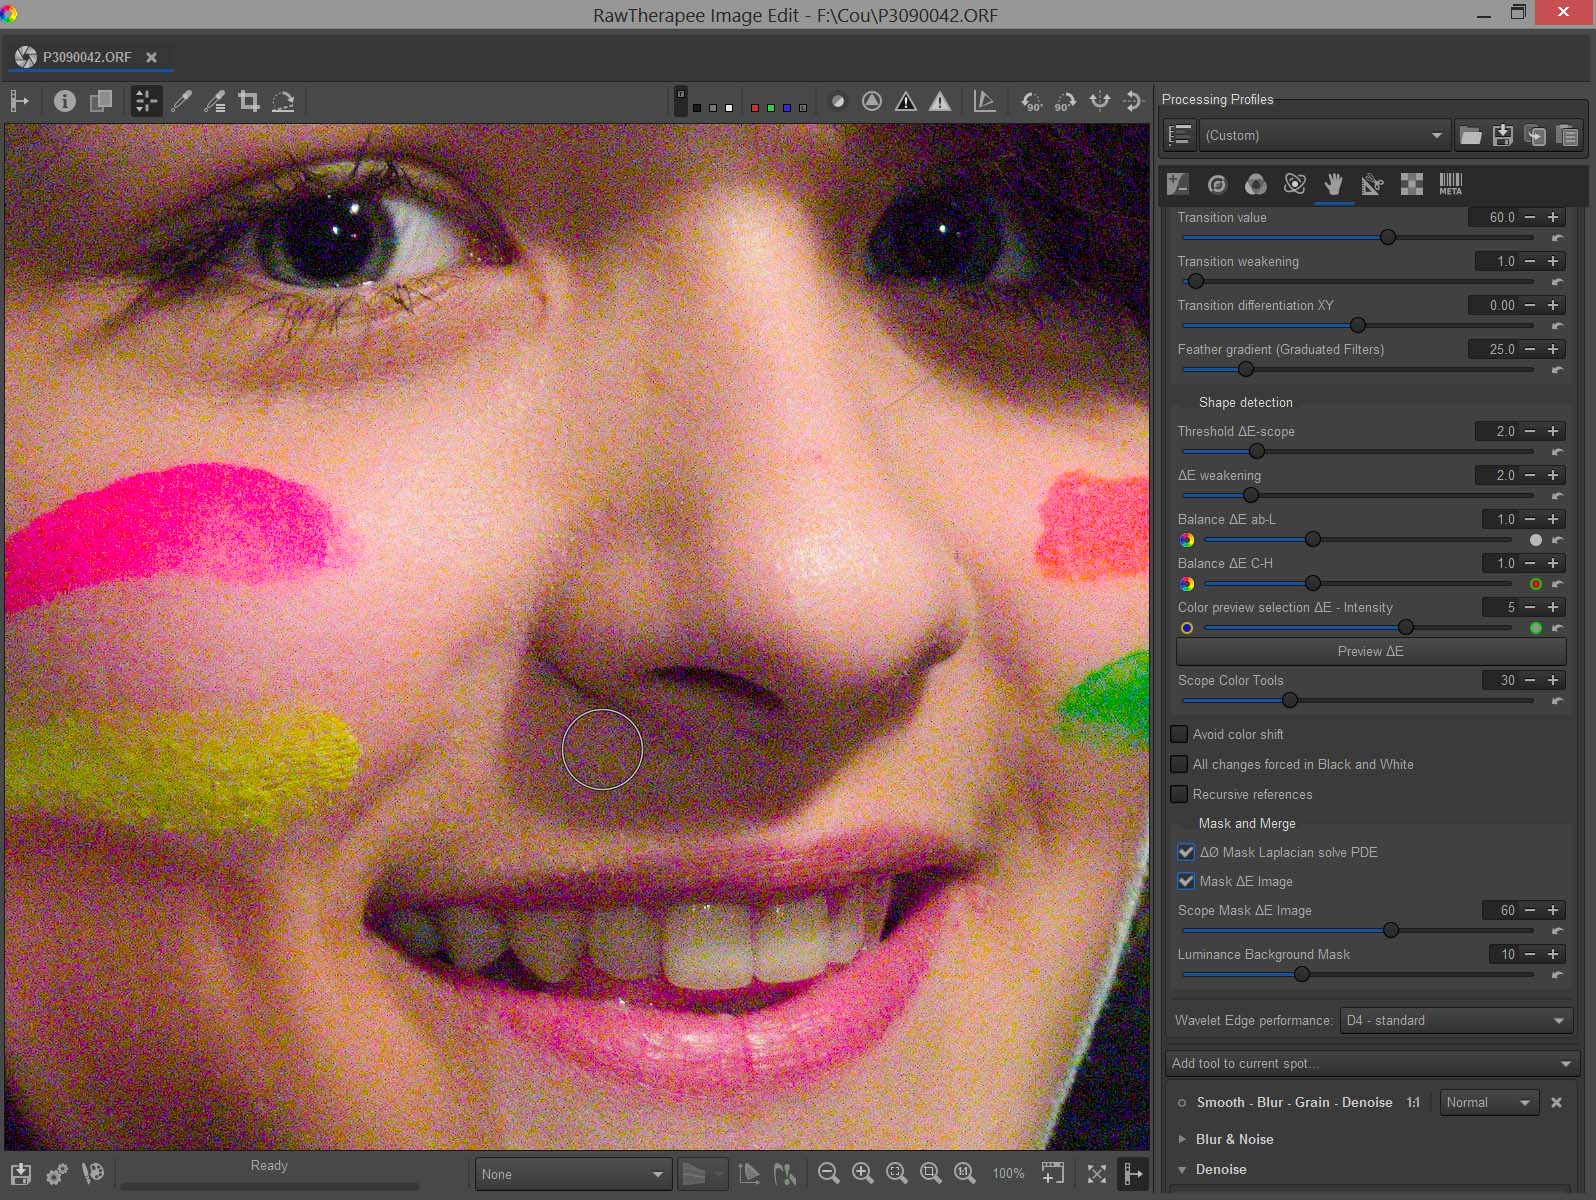 RawTherapee Image Edit - F:\Cou\P3090042.ORF
P3090042.ORF
90° 90°
Processing Profiles
(Custom)
META
Transition value 60.0
Transition weakening 1.0
Transition differentiation XY 0.00
Feather gradient (Graduated Filters) 25.0
Shape detection
Threshold ΔE-scope 2.0
ΔE weakening 2.0
Balance ΔE ab-L 1.0
Balance ΔE C-H 1.0
Color preview selection ΔE - Intensity 5
Preview ΔE
Scope Color Tools 30
Avoid color shift
All changes forced in Black and White
Recursive references
Mask and Merge
ΔØ Mask Laplacian solve PDE
Mask ΔE Image
Scope Mask ΔE Image 60
Luminance Background Mask 10
Wavelet Edge performance: D4 - standard
Add tool to current spot...
Smooth - Blur - Grain - Denoise 1:1 Normal
Blur & Noise
Denoise
Ready
None
1:1
100%